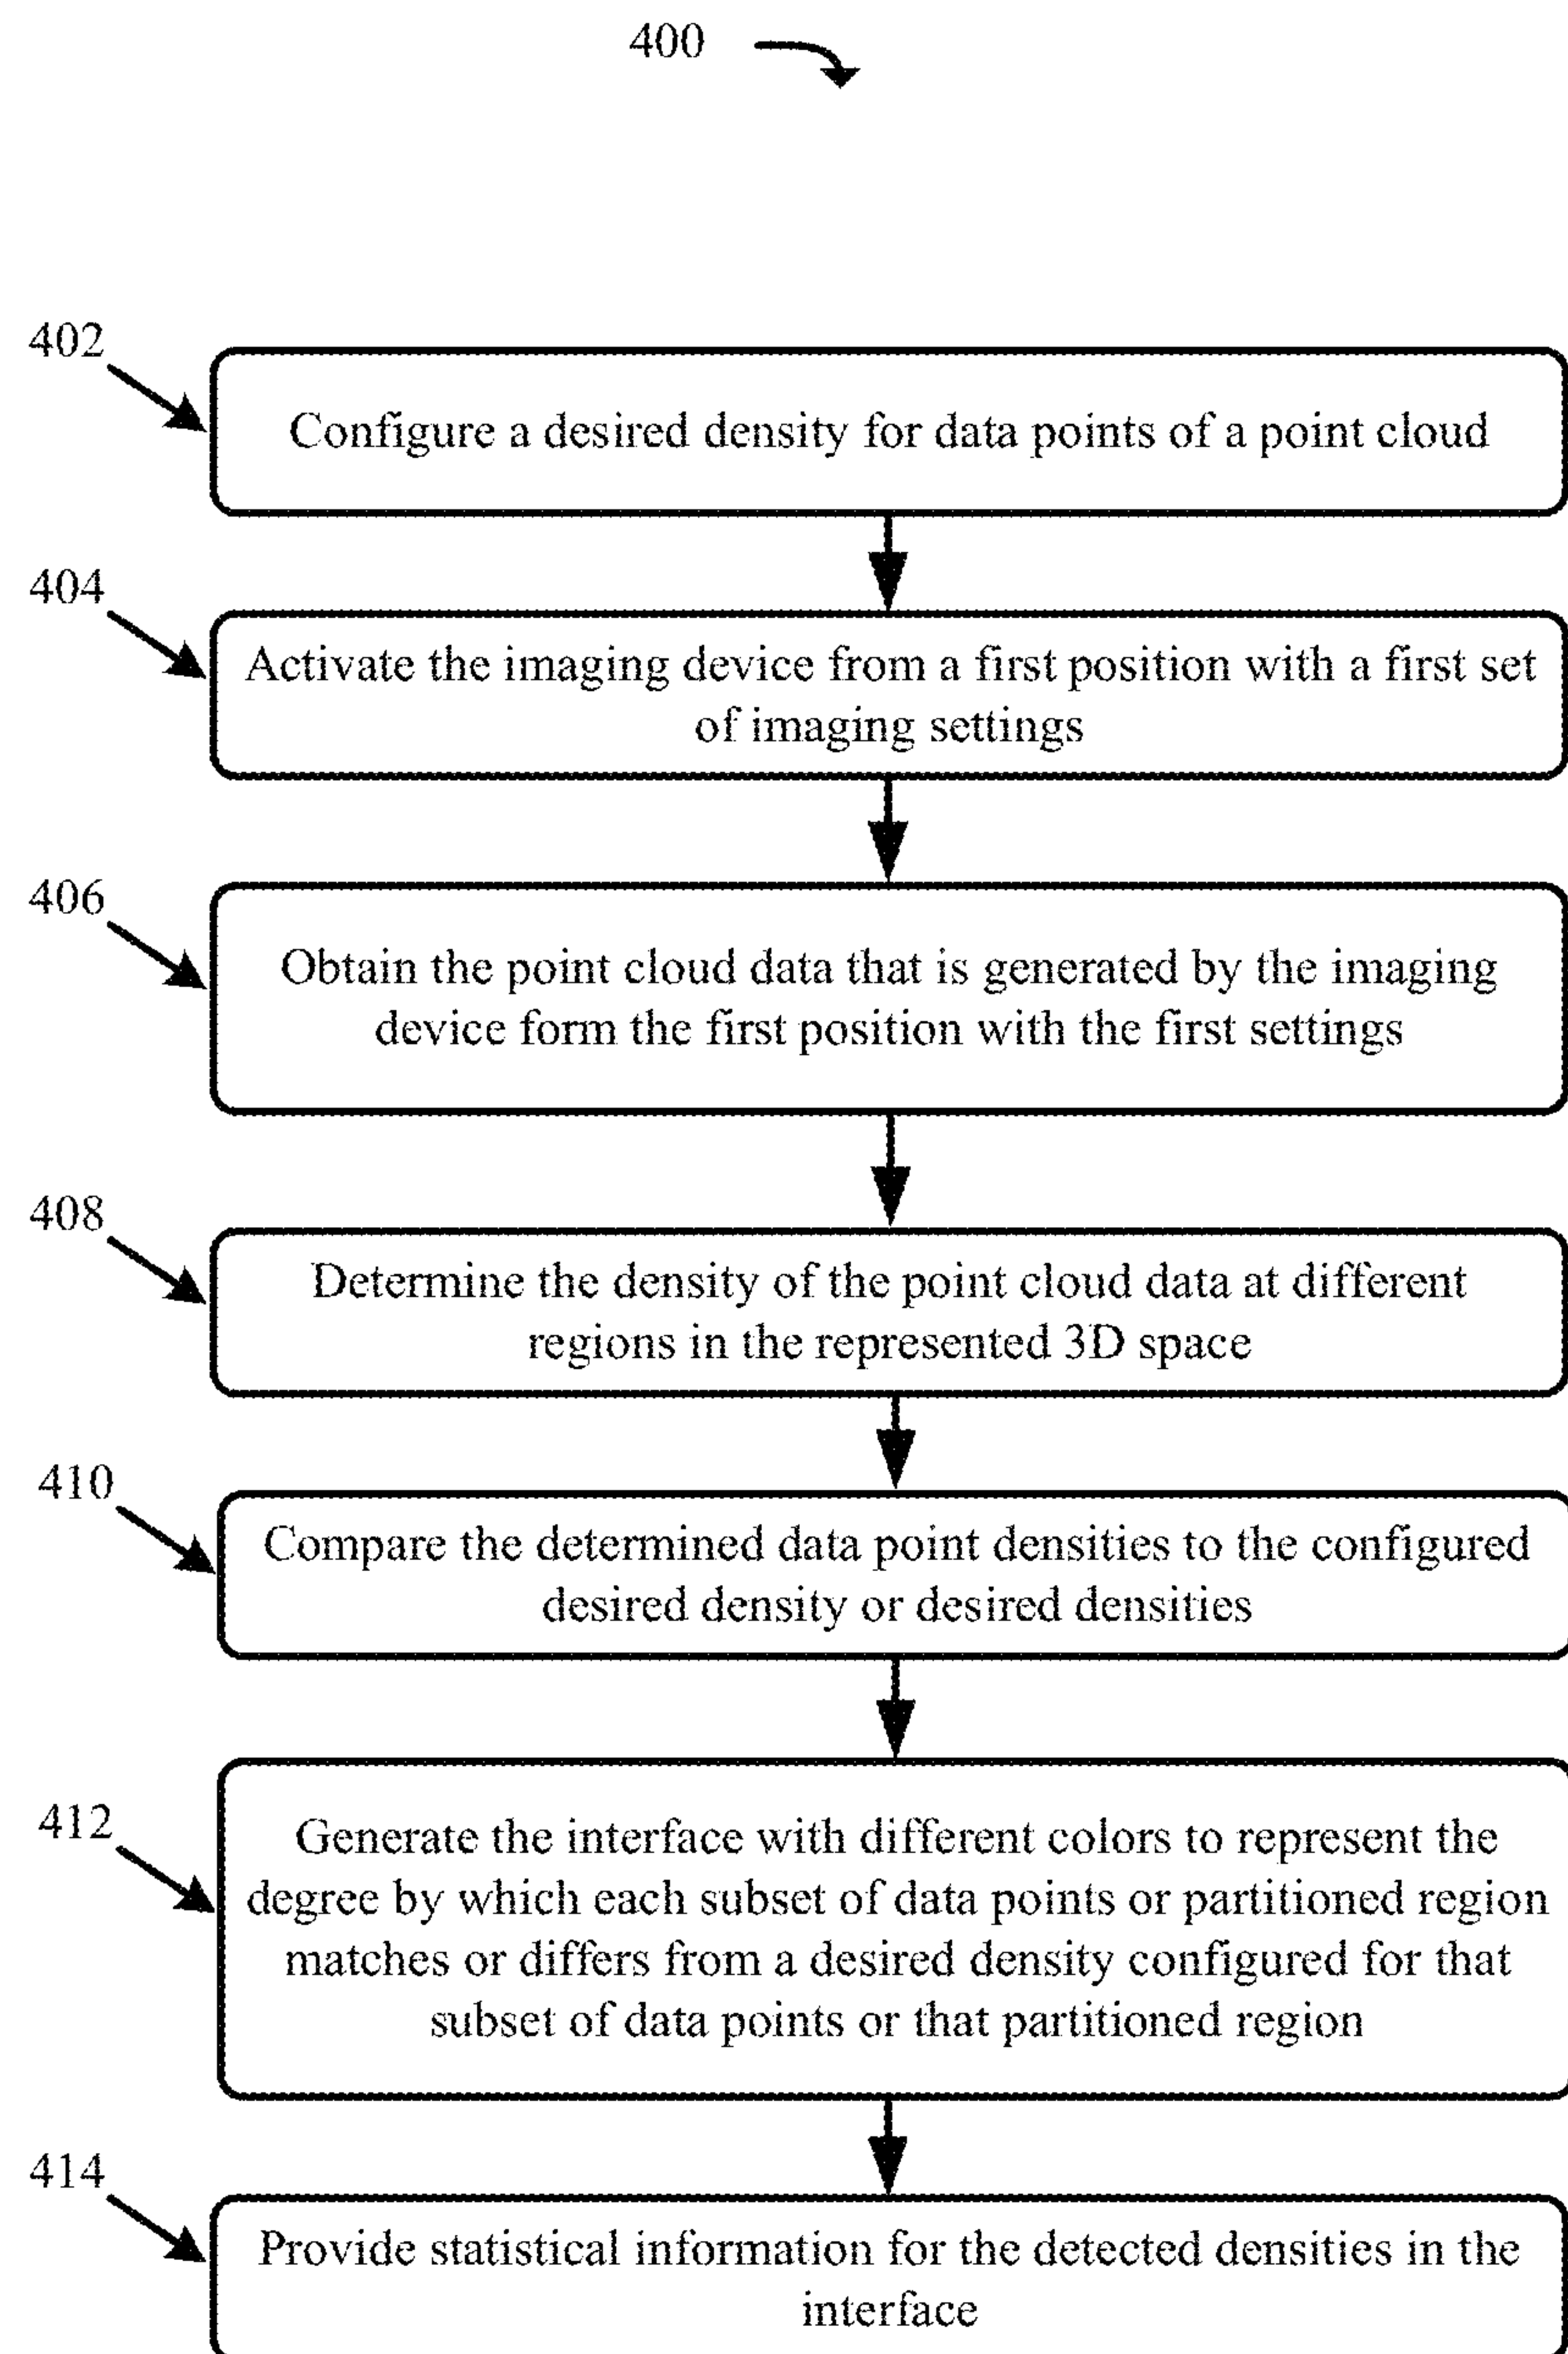 400
402
Configure a desired density for data points of a point cloud
404
Activate the imaging device from a first position with a first set
of imaging settings
406
Obtain the point cloud data that is generated by the imaging
device form the first position with the first settings
408
Determine the density of the point cloud data at different
regions in the represented 3D space
410
Compare the determined data point densities to the configured
desired density or desired densities
412
Generate the interface with different colors to represent the
degree by which each subset of data points or partitioned region
matches or differs from a desired density configured for that
subset of data points or that partitioned region
414
Provide statistical information for the detected densities in the
interface